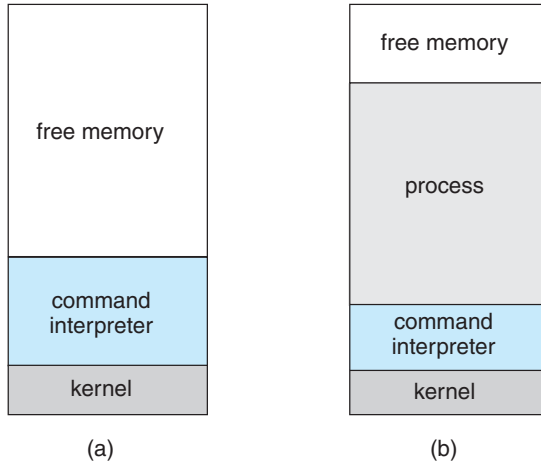 free memory
command
interpreter
kernel
(a)
free memory
process
command
interpreter
kernel
(b)